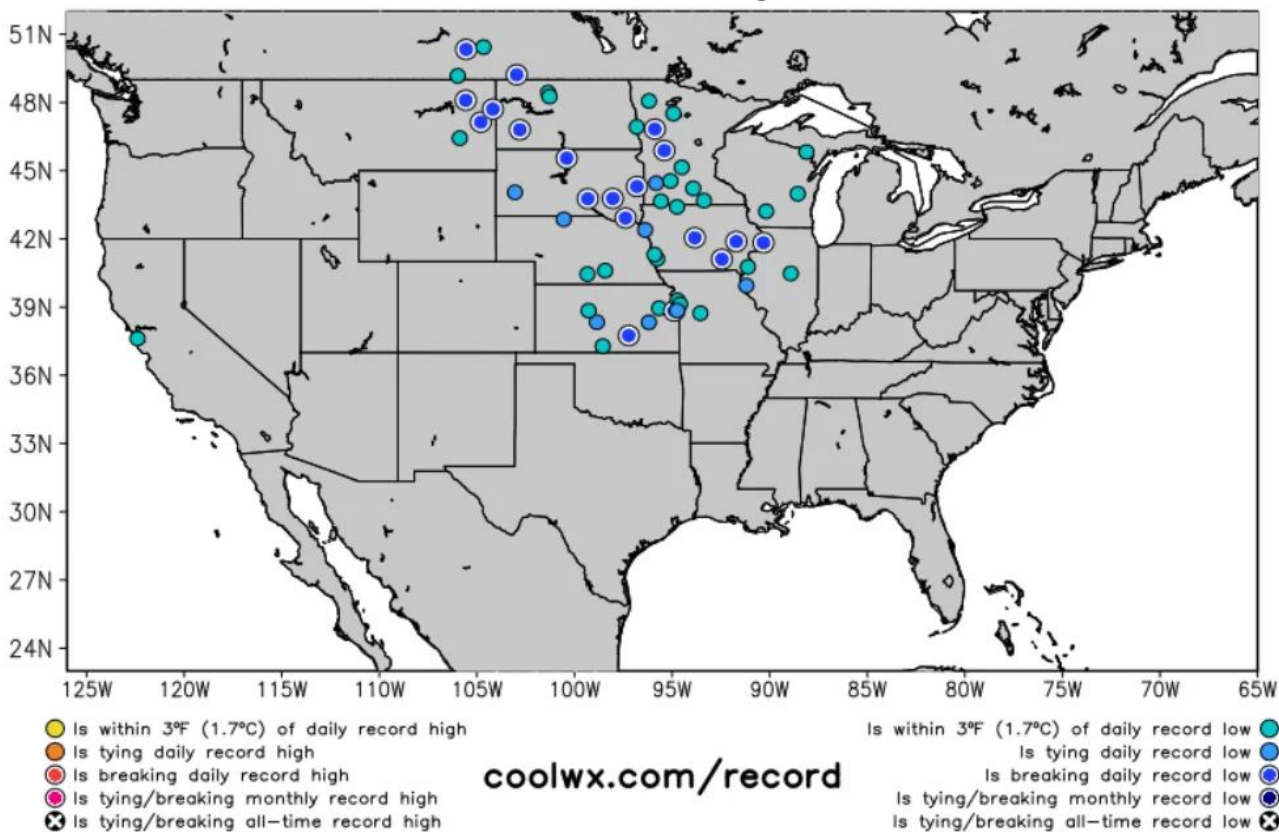 51N
48N
45N
42N
39N
36N
33N
30N
27N
24N
125W 120W 115W 110W 105W 100W 95W 90W 85W 80W 75W 70W 65W
Is within 3ºF (1.7ºC) of daily record high
Is tying daily record high
Is breaking daily record high
Is tying/breaking monthly record high
Is tying/breaking all-time record high
coolwx.com/record
Is within 3ºF (1.7ºC) of daily record low
Is tying daily record low
Is breaking daily record low
Is tying/breaking monthly record low
Is tying/breaking all-time record low